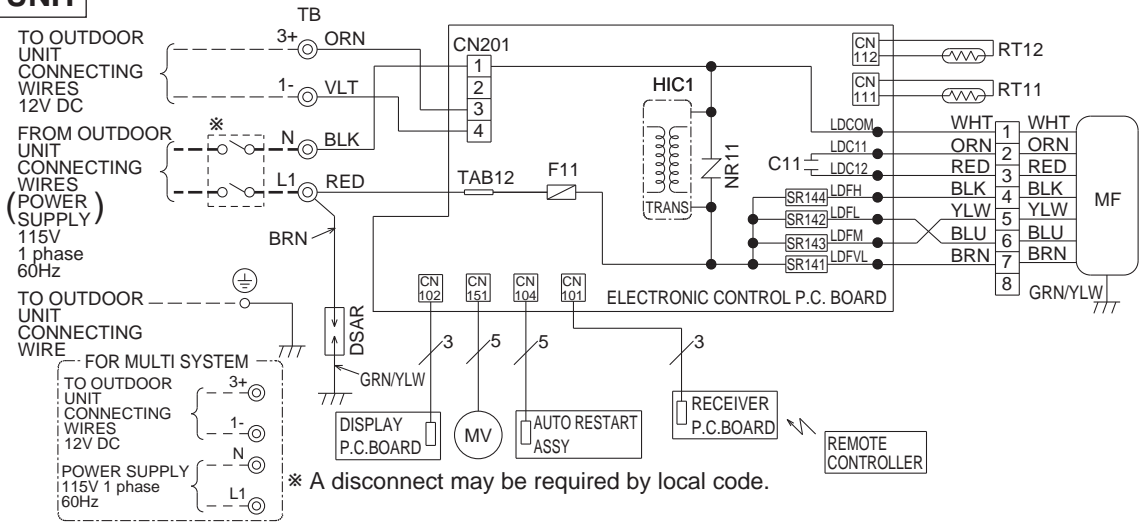 UNIT
TB
TO OUTDOOR
UNIT
CONNECTING
WIRES
12V DC
3+
ORN
1-
VLT
FROM OUTDOOR
UNIT
CONNECTING
WIRES
(POWER
SUPPLY)
115V
1 phase
60Hz
※
N
BLK
L1
RED
BRN
TO OUTDOOR
UNIT
CONNECTING
WIRE
DSAR
GRN/YLW
CN201
1
2
3
4
TAB12
F11
HIC1
TRANS
NR11
C11
CN
112
RT12
CN
111
RT11
LDCOM
LDC11
LDC12
SR144
LDFH
SR142
LDFL
SR143
LDFM
SR141
LDFVL
WHT
1
WHT
ORN
2
ORN
RED
3
RED
BLK
4
BLK
YLW
5
YLW
BLU
6
BLU
BRN
7
BRN
8
GRN/YLW
MF
CN
102
CN
151
CN
104
CN
101
ELECTRONIC CONTROL P.C. BOARD
3
5
5
3
DISPLAY
P.C.BOARD
MV
AUTO RESTART
ASSY
RECEIVER
P.C.BOARD
REMOTE
CONTROLLER
FOR MULTI SYSTEM
TO OUTDOOR
UNIT
CONNECTING
WIRES
12V DC
3+
1-
POWER SUPPLY
115V 1 phase
60Hz
N
L1
※ A disconnect may be required by local code.